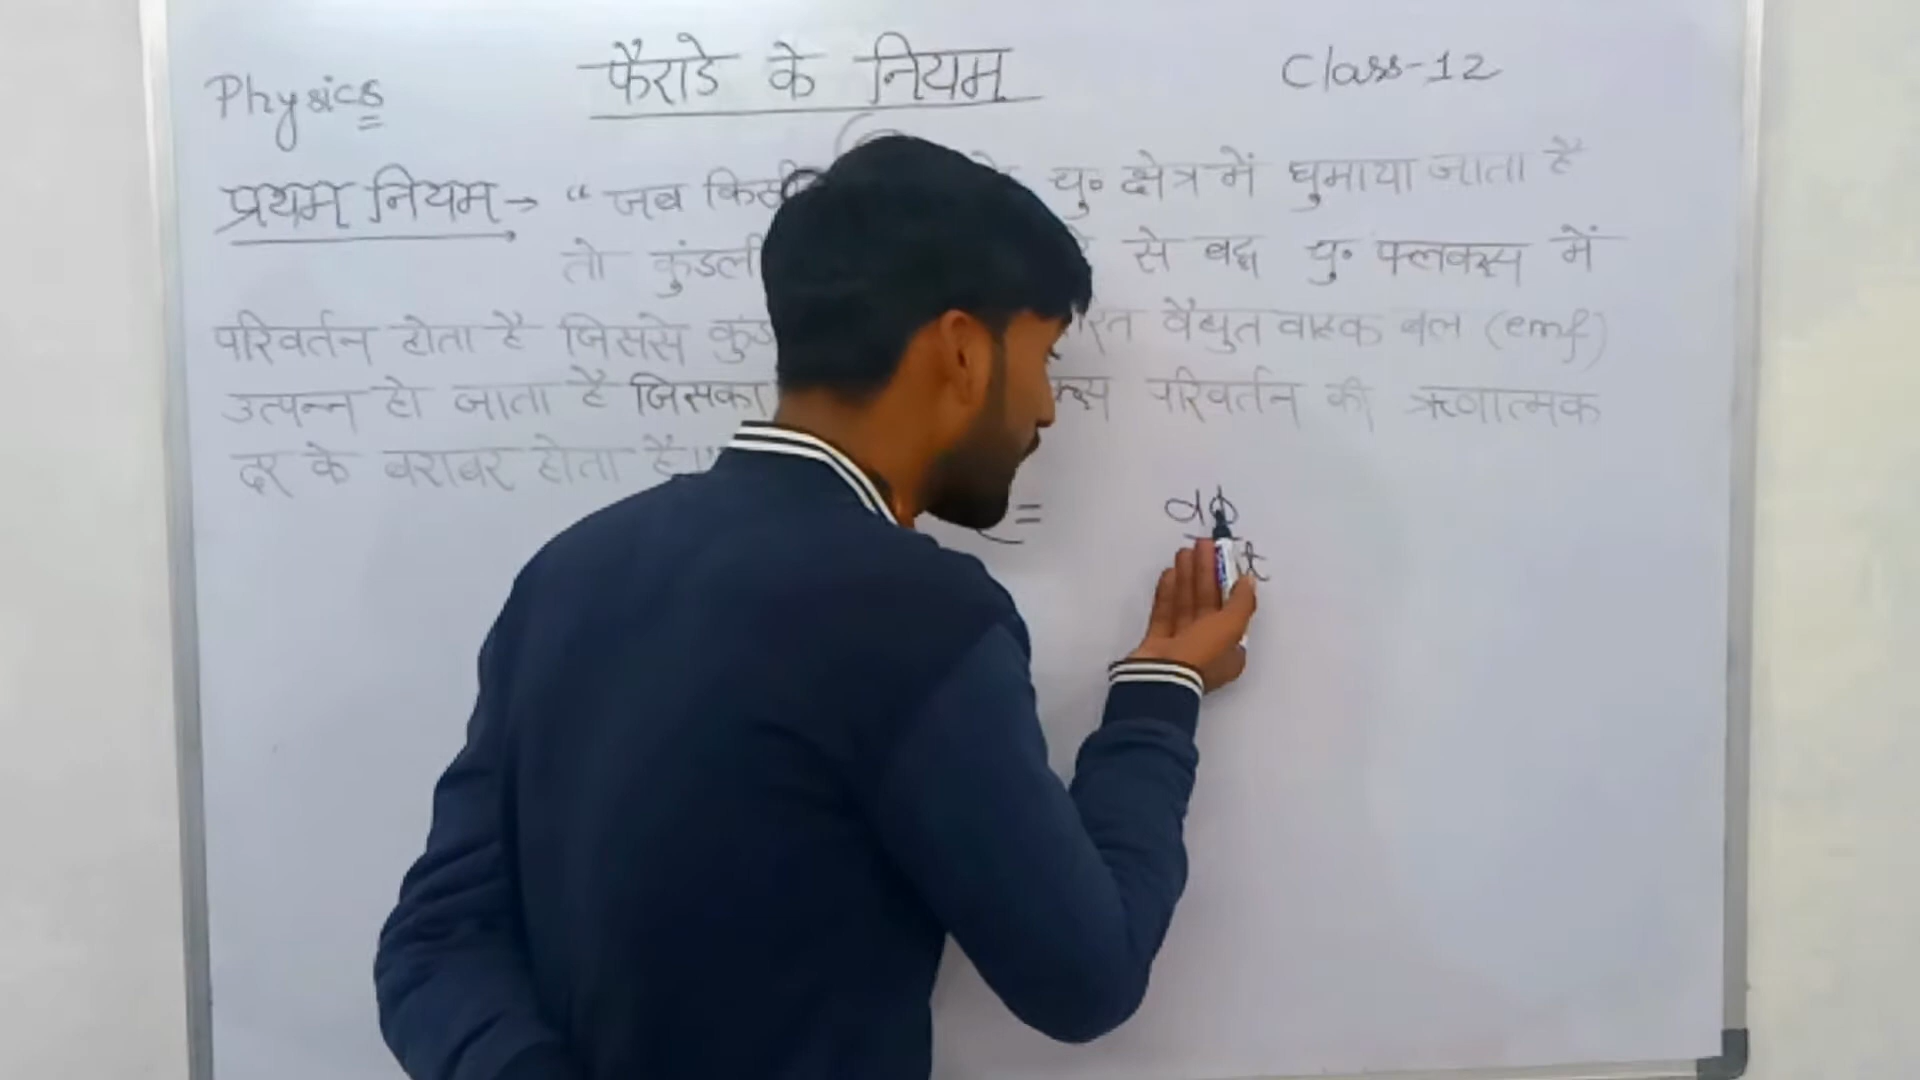 Physics
फैराडे के नियम
Class-12
प्रथम नियम → “जब किसी चु॰ क्षेत्र में घुमाया जाता है
तो कुंडली से बद्ध चु॰ फ्लक्स में
परिवर्तन होता है जिससे वैद्युत वाहक बल (emf)
उत्पन्न हो जाता है जिसका परिवर्तन की ऋणात्मक
दर के बराबर होता है।”
= dϕ
t